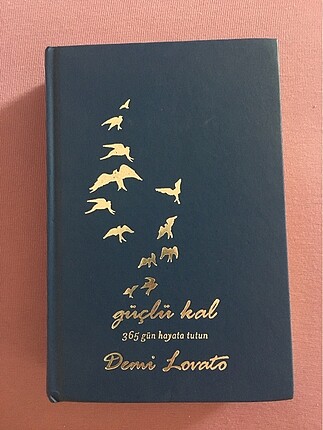 güçlü kal
365 gün hayata tutun
Demi Lovato